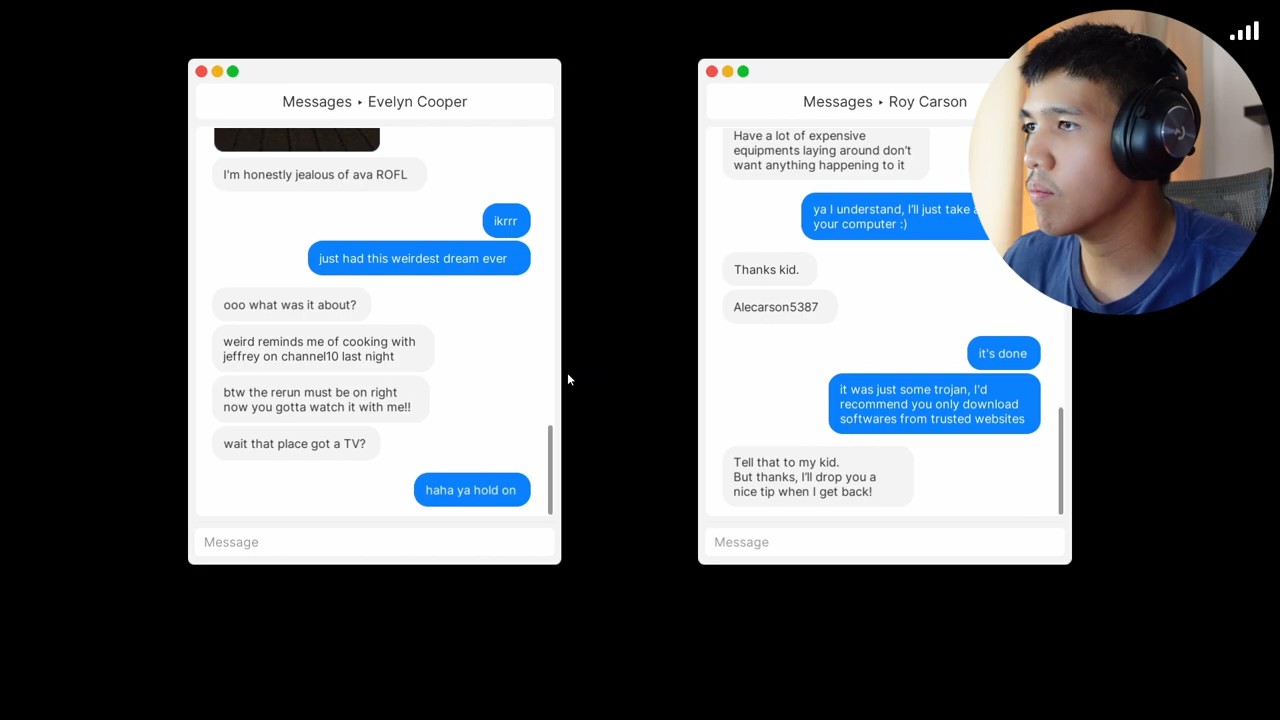 Messages ‣ Evelyn Cooper
I'm honestly jealous of ava ROFL
ikrrr
just had this weirdest dream ever
ooo what was it about?
weird reminds me of cooking with
jeffrey on channel10 last night
btw the rerun must be on right
now you gotta watch it with me!!
wait that place got a TV?
haha ya hold on
Message
Messages ‣ Roy Carson
Have a lot of expensive
equipments laying around don't
want anything happening to it
ya I understand, I'll just take
your computer :)
Thanks kid.
Alecarson5387
it's done
it was just some trojan, I'd
recommend you only download
softwares from trusted websites
Tell that to my kid.
But thanks, I'll drop you a
nice tip when I get back!
Message